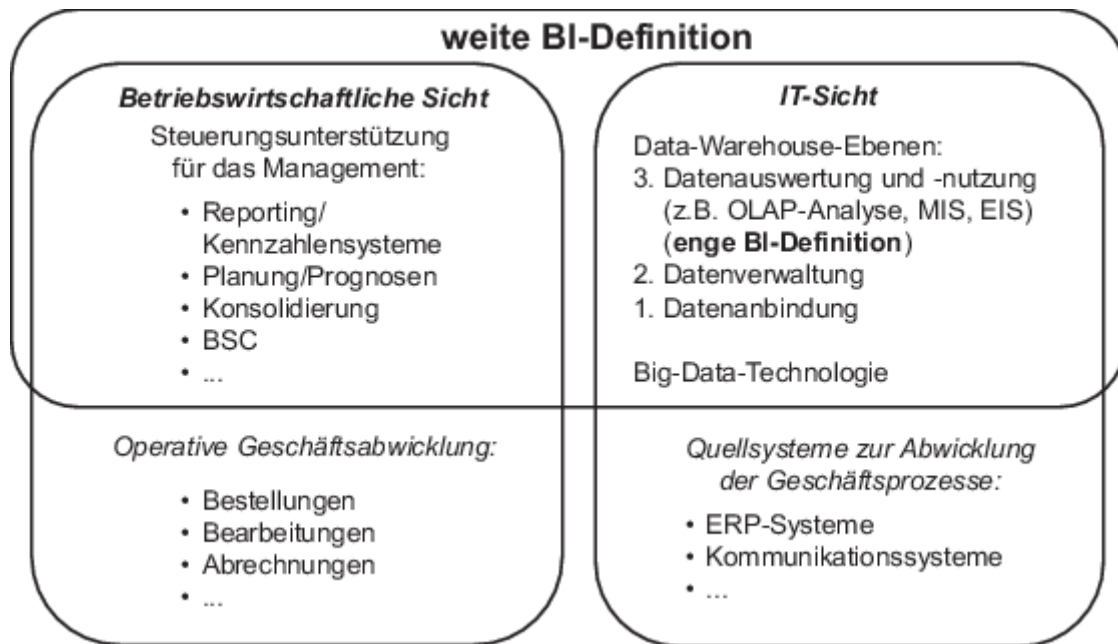 weite BI-Definition
Betriebswirtschaftliche Sicht
Steuerungsunterstützung
für das Management:
• Reporting/
Kennzahlensysteme
• Planung/Prognosen
• Konsolidierung
• BSC
• ...
IT-Sicht
Data-Warehouse-Ebenen:
3. Datenauswertung und -nutzung
(z.B. OLAP-Analyse, MIS, EIS)
(enge BI-Definition)
2. Datenverwaltung
1. Datenanbindung
Big-Data-Technologie
Operative Geschäftsabwicklung:
• Bestellungen
• Bearbeitungen
• Abrechnungen
• ...
Quellsysteme zur Abwicklung
der Geschäftsprozesse:
• ERP-Systeme
• Kommunikationssysteme
• ...